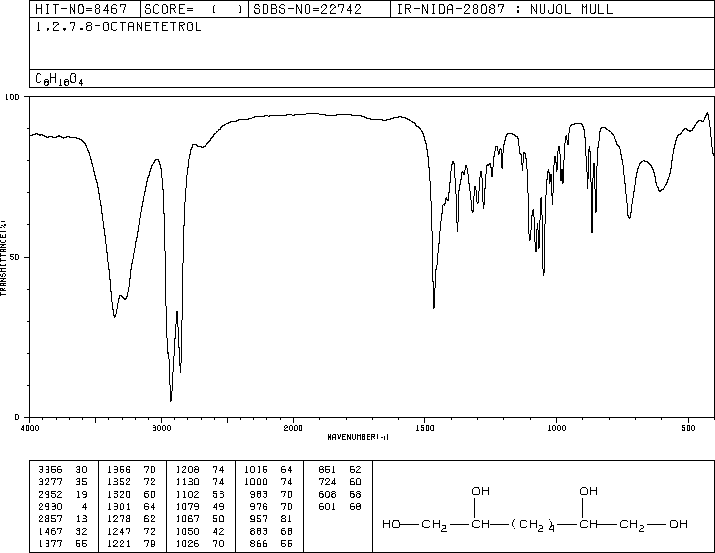 HIT-NO=8467 SCORE= ( ) SDBS-NO=22742 IR-NIDA-28087 : NUJOL MULL
1,2,7,8-OCTANETETROL
C8H18O4
100
TRANSMITTANCE(%)
50
0
4000 3000 2000 1500 1000 500
WAVENUMBER(-1)
3356 30 1366 70 1208 74 1015 64 851 52
3277 35 1352 72 1130 74 1000 74 724 60
2952 19 1320 60 1102 53 983 70 608 68
2930 4 1301 64 1079 49 976 70 601 68
2857 13 1278 62 1067 50 957 81
1467 32 1247 72 1050 42 883 68
1377 55 1221 79 1026 70 866 55
OH OH
HO—CH2—CH—(CH2)4—CH—CH2—OH